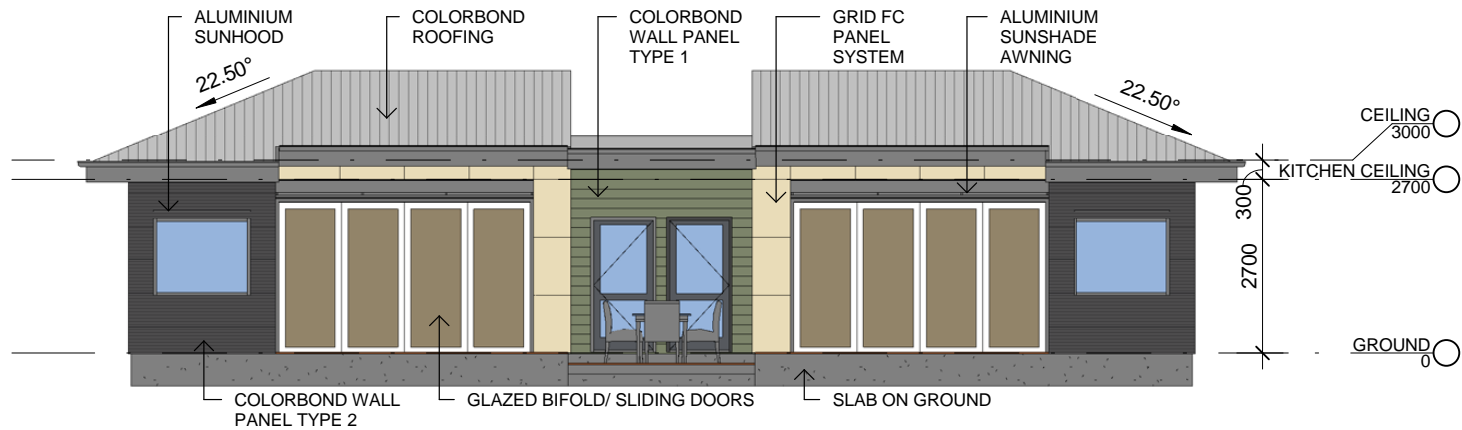 ALUMINIUM
SUNHOOD
COLORBOND
ROOFING
COLORBOND
WALL PANEL
TYPE 1
GRID FC
PANEL
SYSTEM
ALUMINIUM
SUNSHADE
AWNING
22.50°
22.50°
CEILING
3000
KITCHEN CEILING
2700
300
2700
GROUND
0
COLORBOND WALL
PANEL TYPE 2
GLAZED BIFOLD/ SLIDING DOORS
SLAB ON GROUND